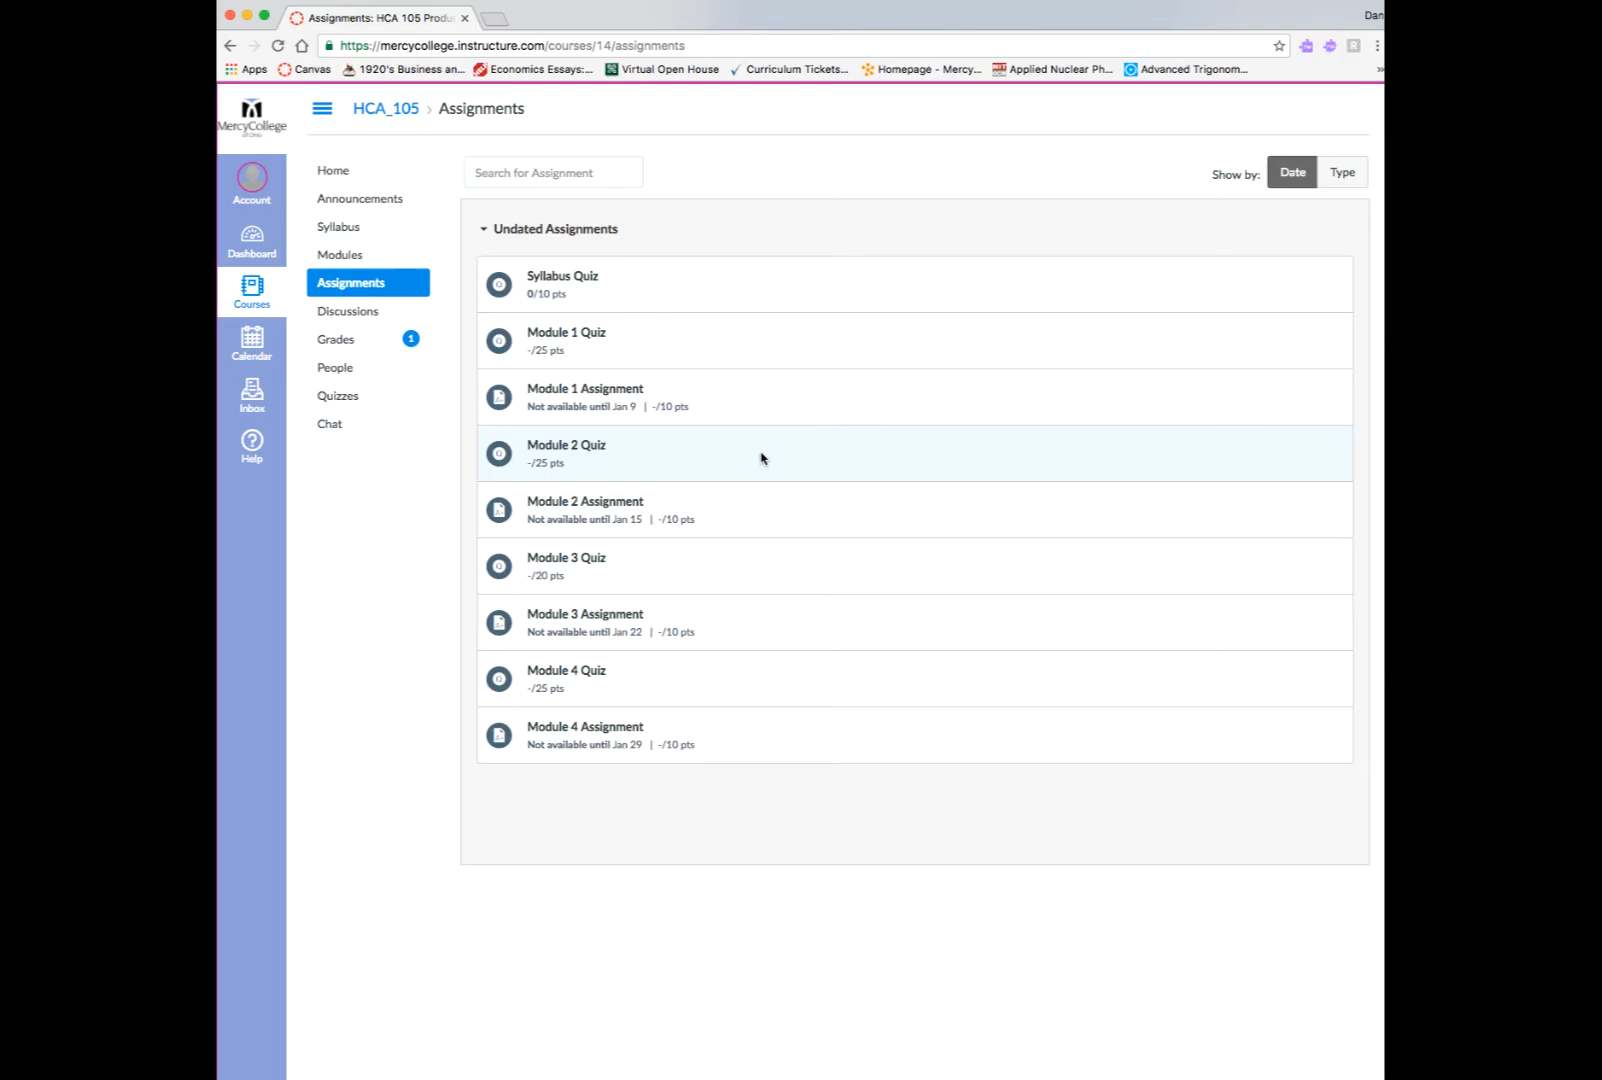 Assignments: HCA 105 Produ
Dan
https://mercycollege.instructure.com/courses/14/assignments
R
Apps Canvas 1920's Business an... Economics Essays:... Virtual Open House Curriculum Tickets... Homepage - Mercy... Applied Nuclear Ph... Advanced Trigonom... »
MercyCollege
HCA_105 › Assignments
Account
Dashboard
Courses
Calendar
Inbox
Help
Home
Announcements
Syllabus
Modules
Assignments
Discussions
Grades 1
People
Quizzes
Chat
Search for Assignment
Show by: Date Type
Undated Assignments
Syllabus Quiz
0/10 pts
Module 1 Quiz
-/25 pts
Module 1 Assignment
Not available until Jan 9 | -/10 pts
Module 2 Quiz
-/25 pts
Module 2 Assignment
Not available until Jan 15 | -/10 pts
Module 3 Quiz
-/20 pts
Module 3 Assignment
Not available until Jan 22 | -/10 pts
Module 4 Quiz
-/25 pts
Module 4 Assignment
Not available until Jan 29 | -/10 pts